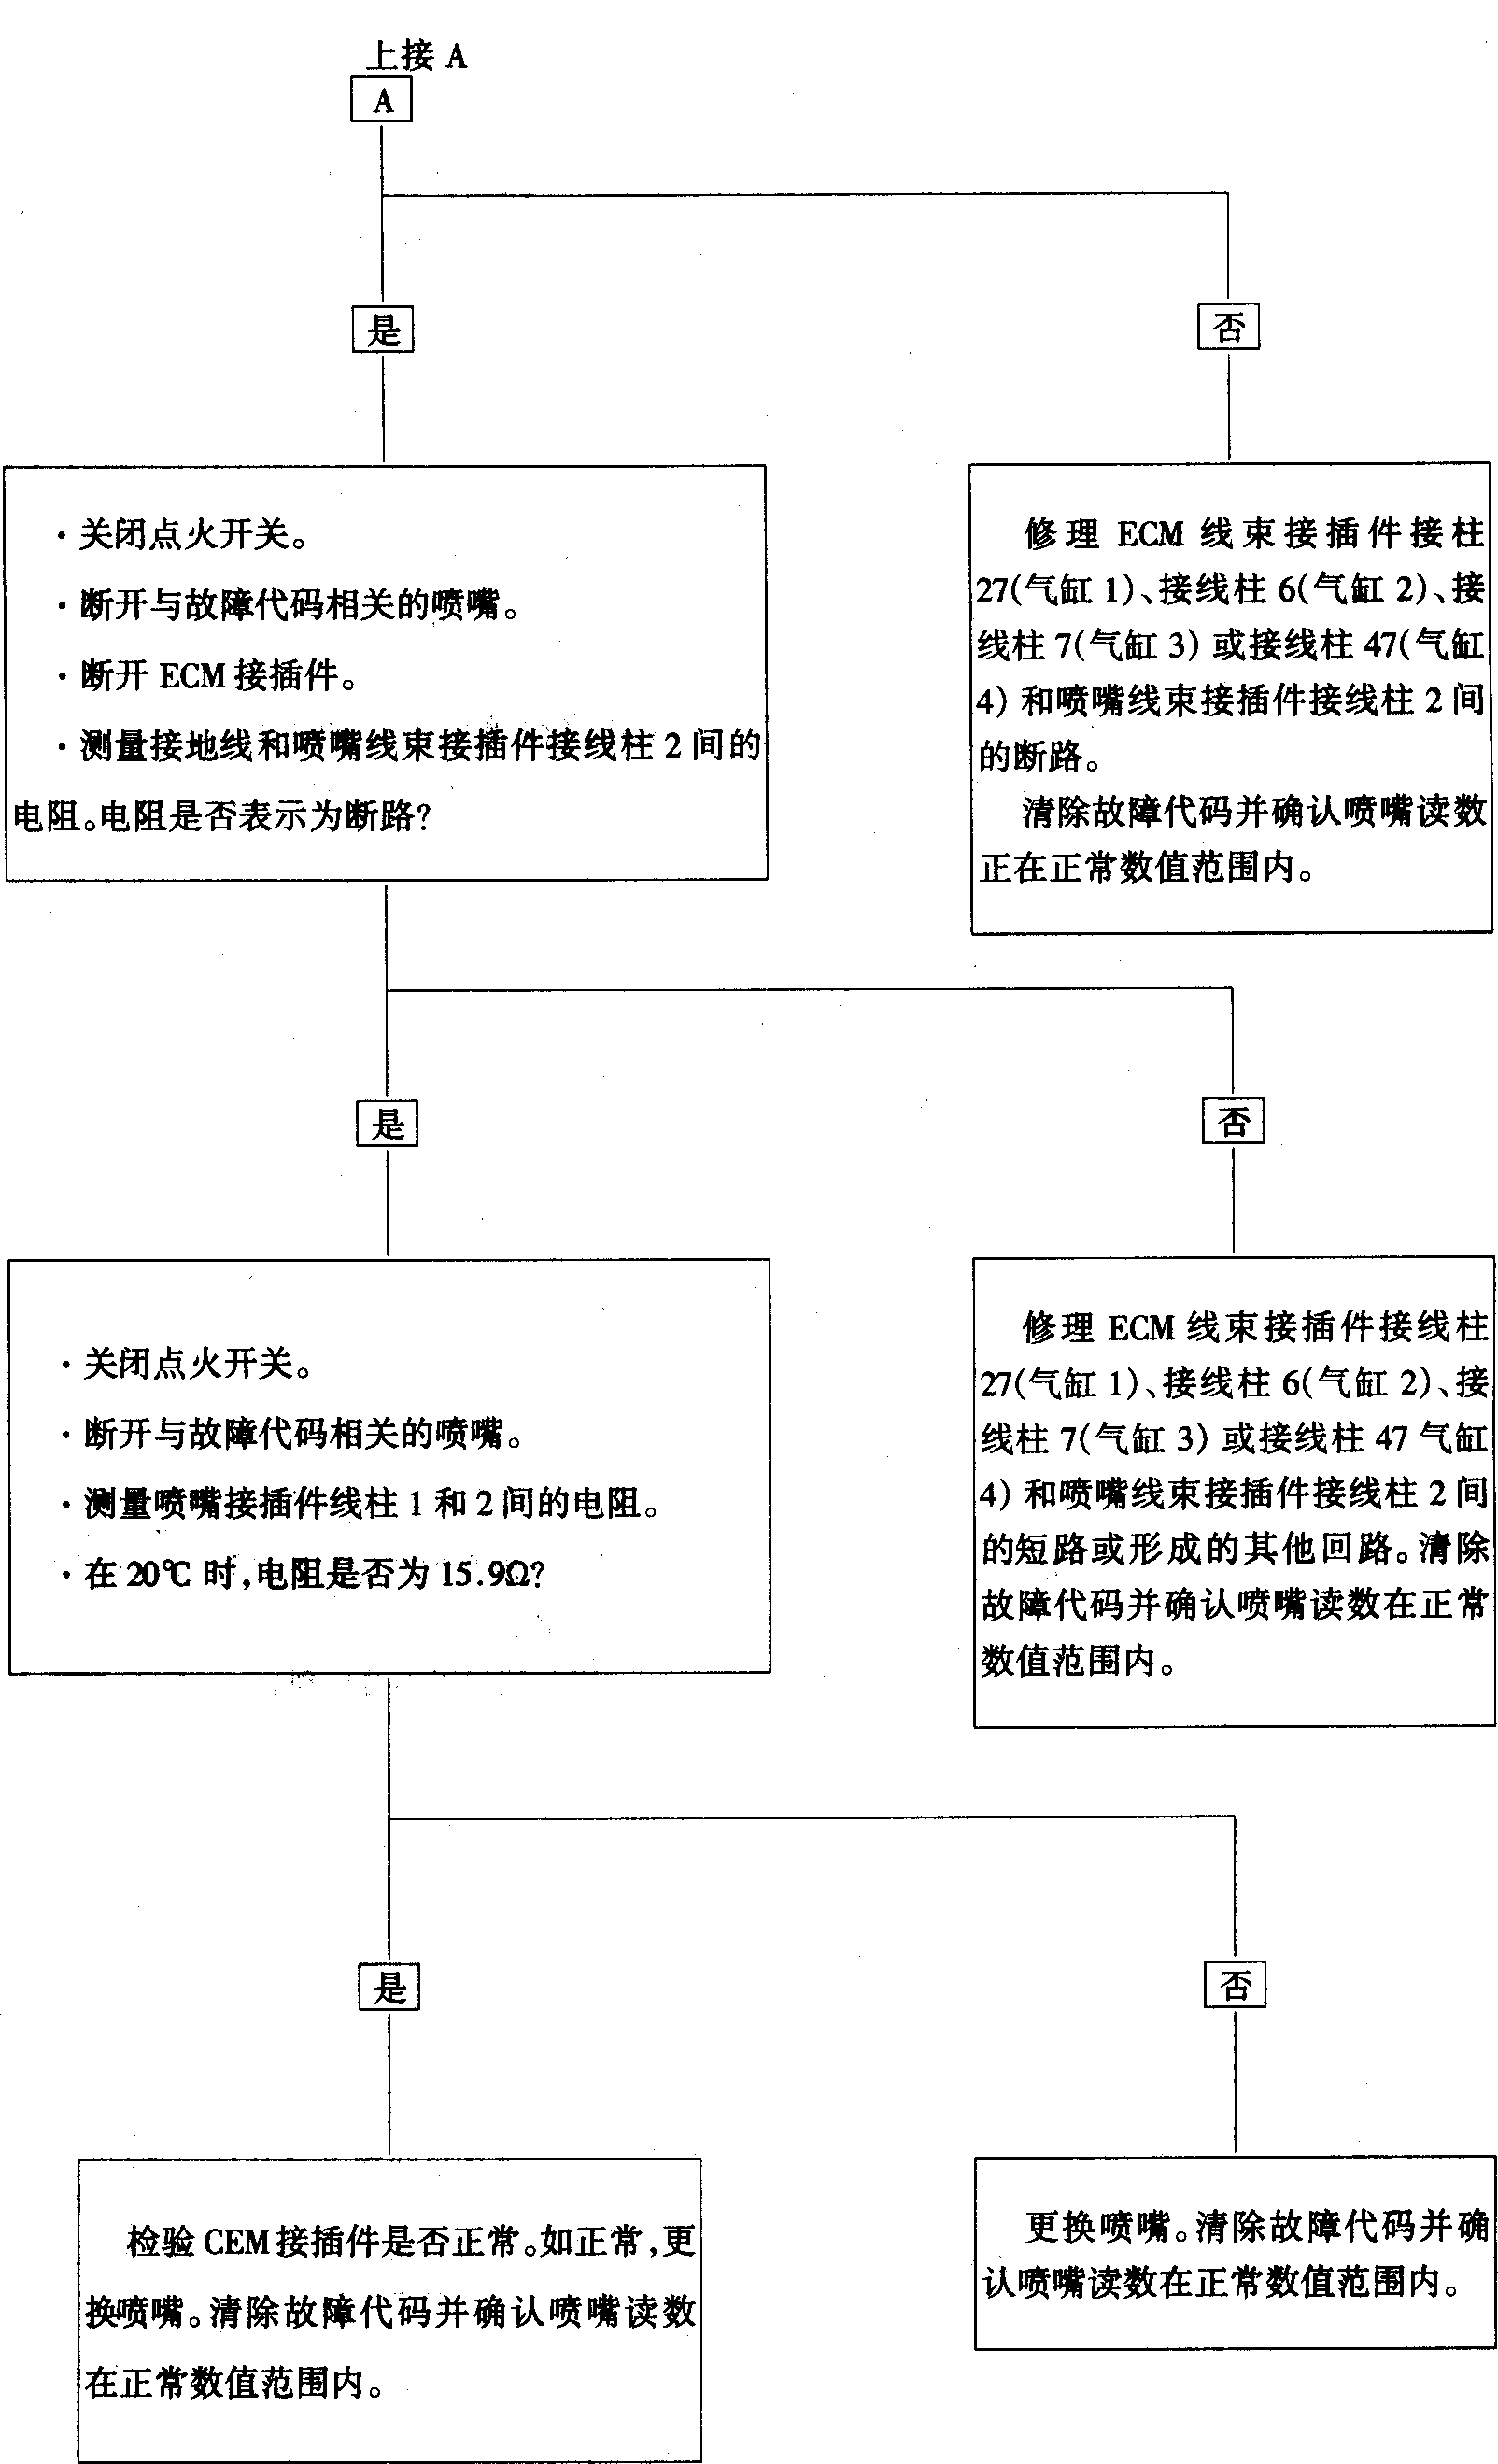 上接 A
A
是
否
·关闭点火开关。
·断开与故障代码相关的喷嘴。
·断开 ECM 接插件。
·测量接地线和喷嘴线束接插件接线柱 2 间的
电阻。电阻是否表示为断路?
修理 ECM 线束接插件接柱
27(气缸 1)、接线柱 6(气缸 2)、接
线柱 7(气缸 3) 或接线柱 47(气缸
4) 和喷嘴线束接插件接线柱 2 间
的断路。
清除故障代码并确认喷嘴读数
正在正常数值范围内。
是
否
·关闭点火开关。
·断开与故障代码相关的喷嘴。
·测量喷嘴接插件线柱 1 和 2 间的电阻。
·在 20℃ 时,电阻是否为 15.9Ω?
修理 ECM 线束接插件接线柱
27(气缸 1)、接线柱 6(气缸 2)、接
线柱 7(气缸 3) 或接线柱 47 气缸
4) 和喷嘴线束接插件接线柱 2 间
的短路或形成的其他回路。清除
故障代码并确认喷嘴读数在正常
数值范围内。
是
否
检验 CEM 接插件是否正常。如正常,更
换喷嘴。清除故障代码并确认喷嘴读数
在正常数值范围内。
更换喷嘴。清除故障代码并确
认喷嘴读数在正常数值范围内。